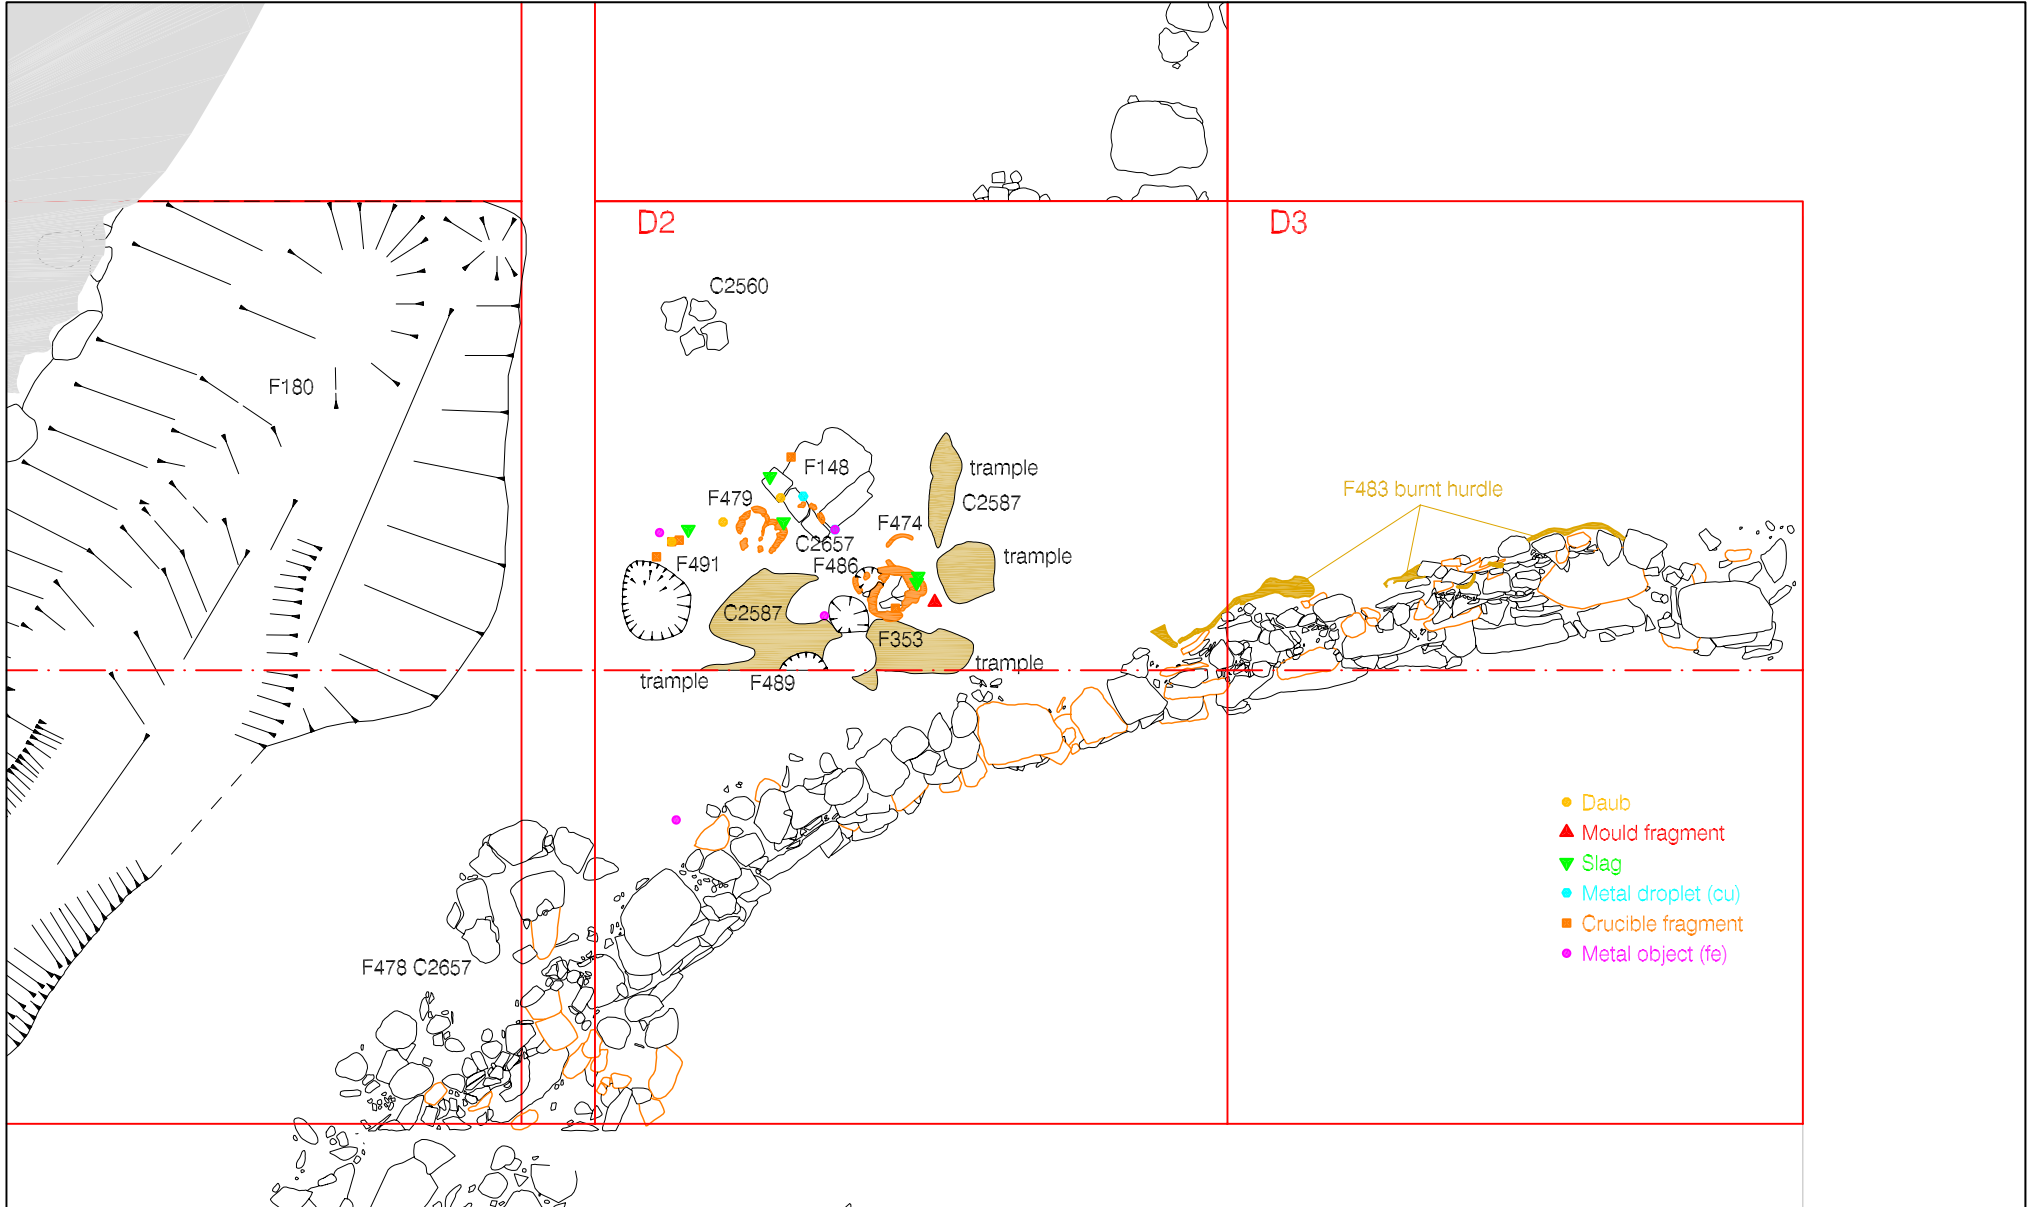 D2
D3
C2560
F180
F148
trample
F479
C2587
F483 burnt hurdle
F474
C2657
trample
F486
F491
C2587
F353
trample
trample
F489
Daub
Mould fragment
Slag
Metal droplet (cu)
Crucible fragment
Metal object (fe)
F478 C2657